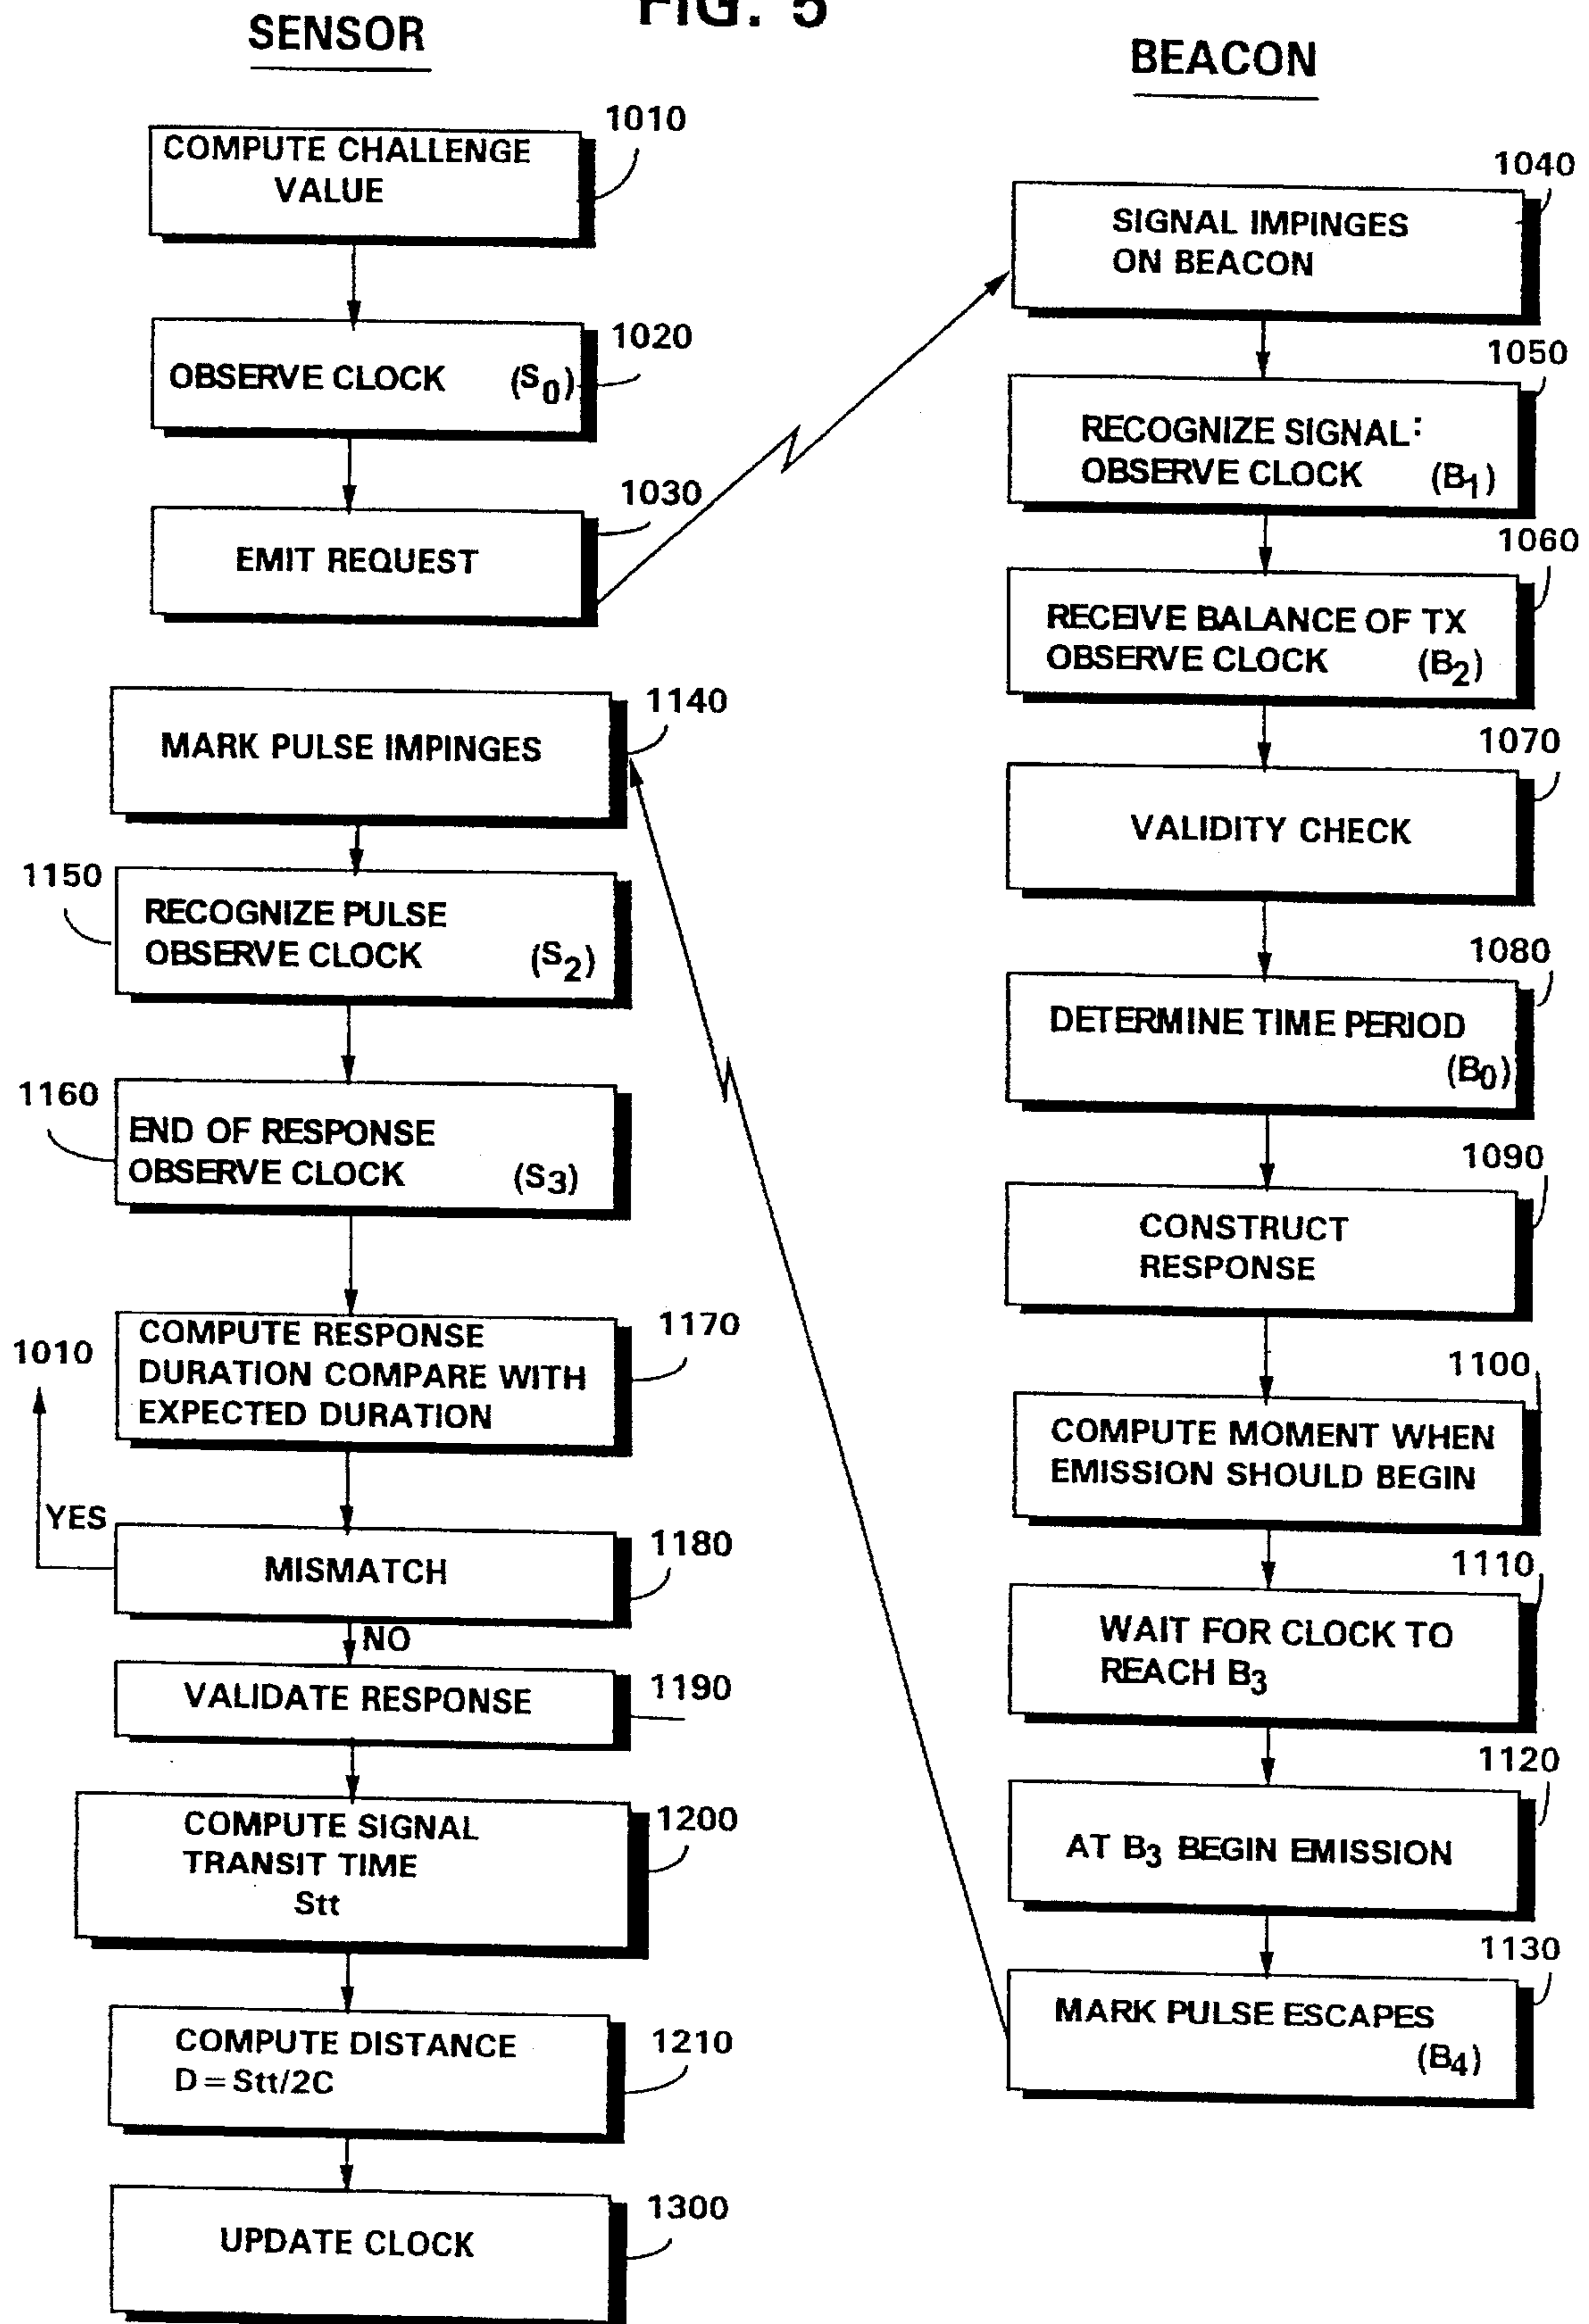 FIG. 5
SENSOR
1010
COMPUTE CHALLENGE
VALUE
1020
OBSERVE CLOCK (S0)
1030
EMIT REQUEST
1140
MARK PULSE IMPINGES
1150
RECOGNIZE PULSE
OBSERVE CLOCK (S2)
1160
END OF RESPONSE
OBSERVE CLOCK (S3)
1170
COMPUTE RESPONSE
DURATION COMPARE WITH
EXPECTED DURATION
1010
YES
1180
MISMATCH
NO
1190
VALIDATE RESPONSE
1200
COMPUTE SIGNAL
TRANSIT TIME
Stt
1210
COMPUTE DISTANCE
D = Stt/2C
1300
UPDATE CLOCK
BEACON
1040
SIGNAL IMPINGES
ON BEACON
1050
RECOGNIZE SIGNAL:
OBSERVE CLOCK (B1)
1060
RECEIVE BALANCE OF TX
OBSERVE CLOCK (B2)
1070
VALIDITY CHECK
1080
DETERMINE TIME PERIOD
(B0)
1090
CONSTRUCT
RESPONSE
1100
COMPUTE MOMENT WHEN
EMISSION SHOULD BEGIN
1110
WAIT FOR CLOCK TO
REACH B3
1120
AT B3 BEGIN EMISSION
1130
MARK PULSE ESCAPES
(B4)